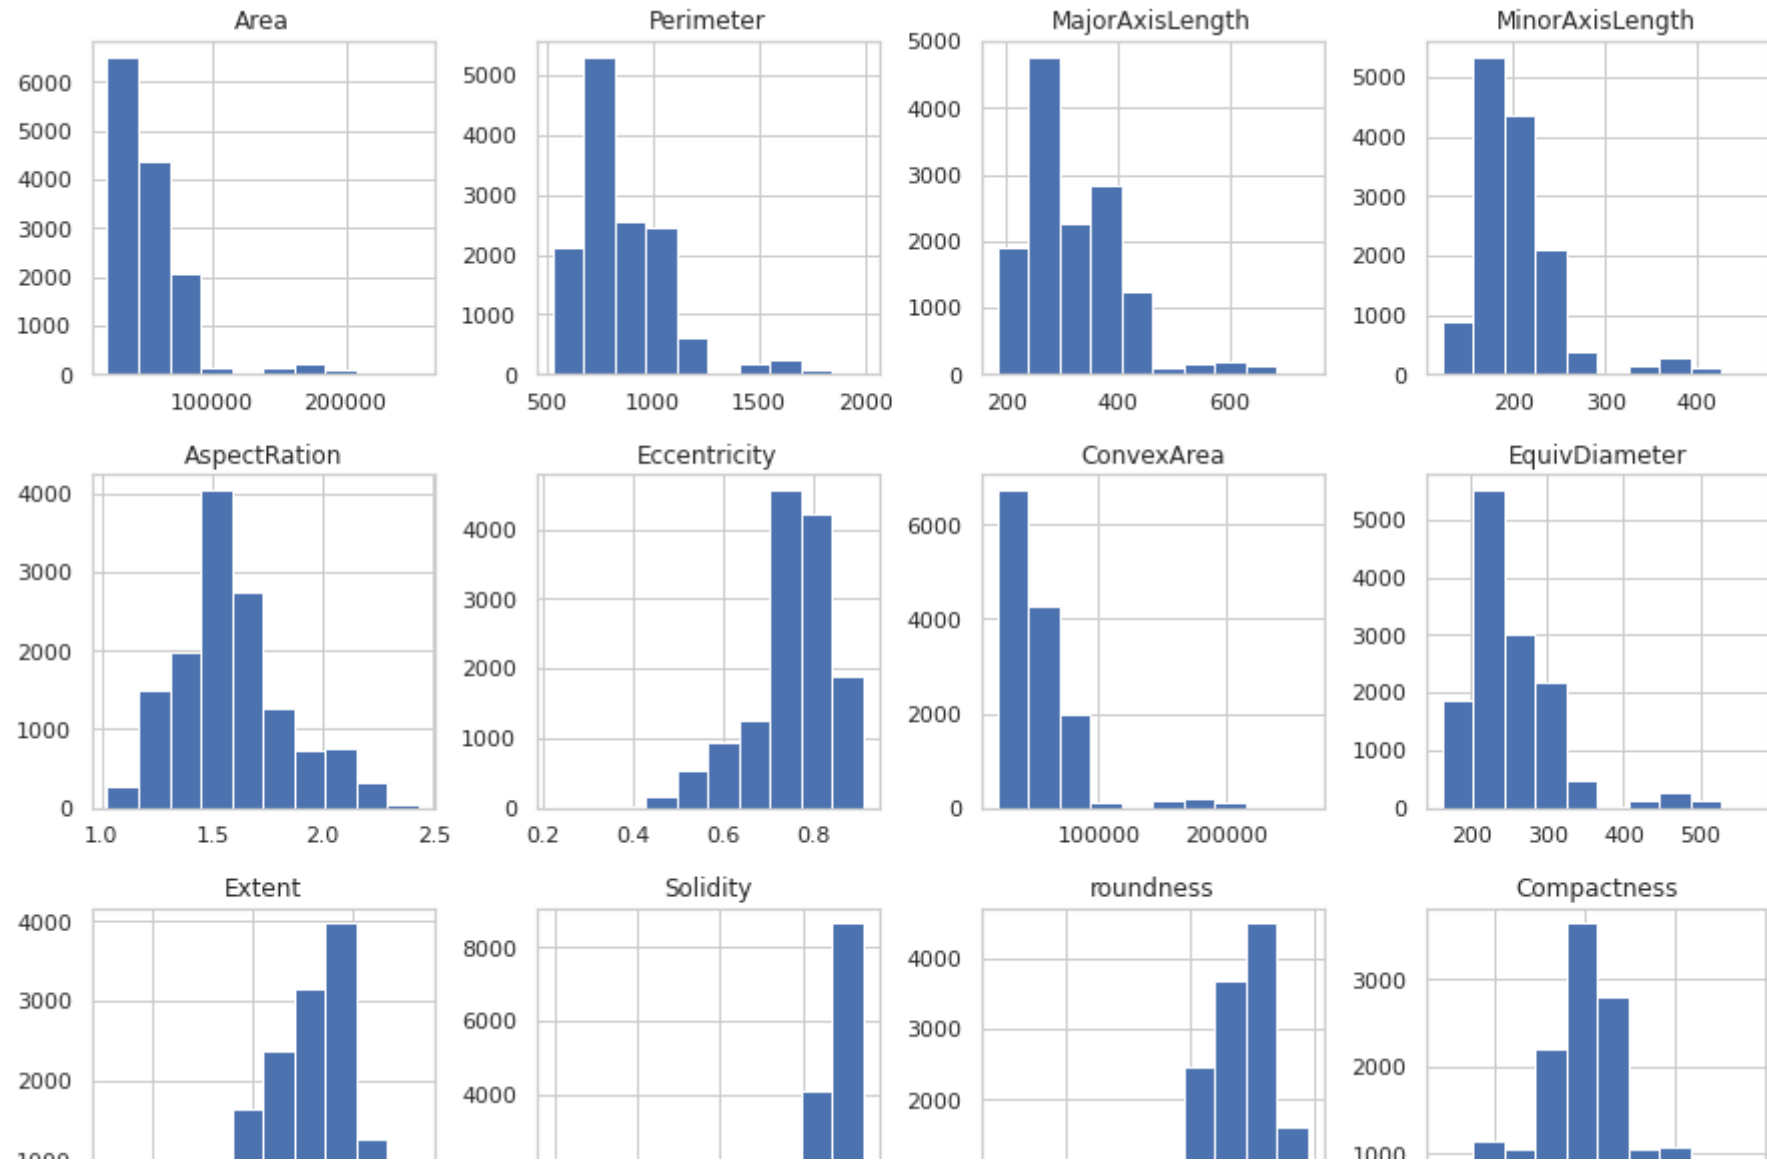 Area Perimeter MajorAxisLength MinorAxisLength
6000 5000 4000 3000 2000 1000 0
100000 200000
5000 4000 3000 2000 1000 0
500 1000 1500 2000
5000 4000 3000 2000 1000 0
200 400 600
5000 4000 3000 2000 1000 0
200 300 400
AspectRation Eccentricity ConvexArea EquivDiameter
4000 3000 2000 1000 0
1.0 1.5 2.0 2.5
4000 3000 2000 1000 0
0.2 0.4 0.6 0.8
6000 4000 2000 0
100000 200000
5000 4000 3000 2000 1000 0
200 300 400 500
Extent Solidity roundness Compactness
4000 3000 2000 1000
8000 6000 4000
4000 3000 2000
3000 2000 1000